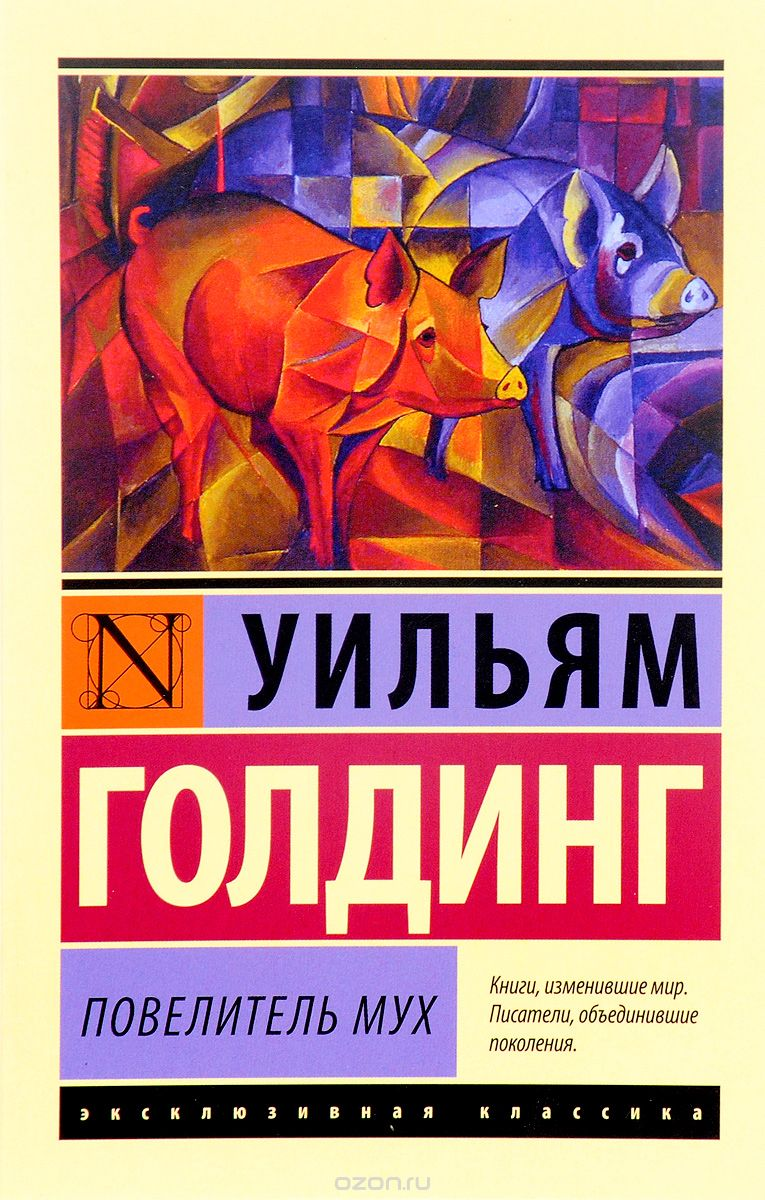 N
УИЛЬЯМ
ГОЛДИНГ
ПОВЕЛИТЕЛЬ МУХ
Книги, изменившие мир.
Писатели, объединившие
поколения.
эксклюзивная классика
ozon.ru